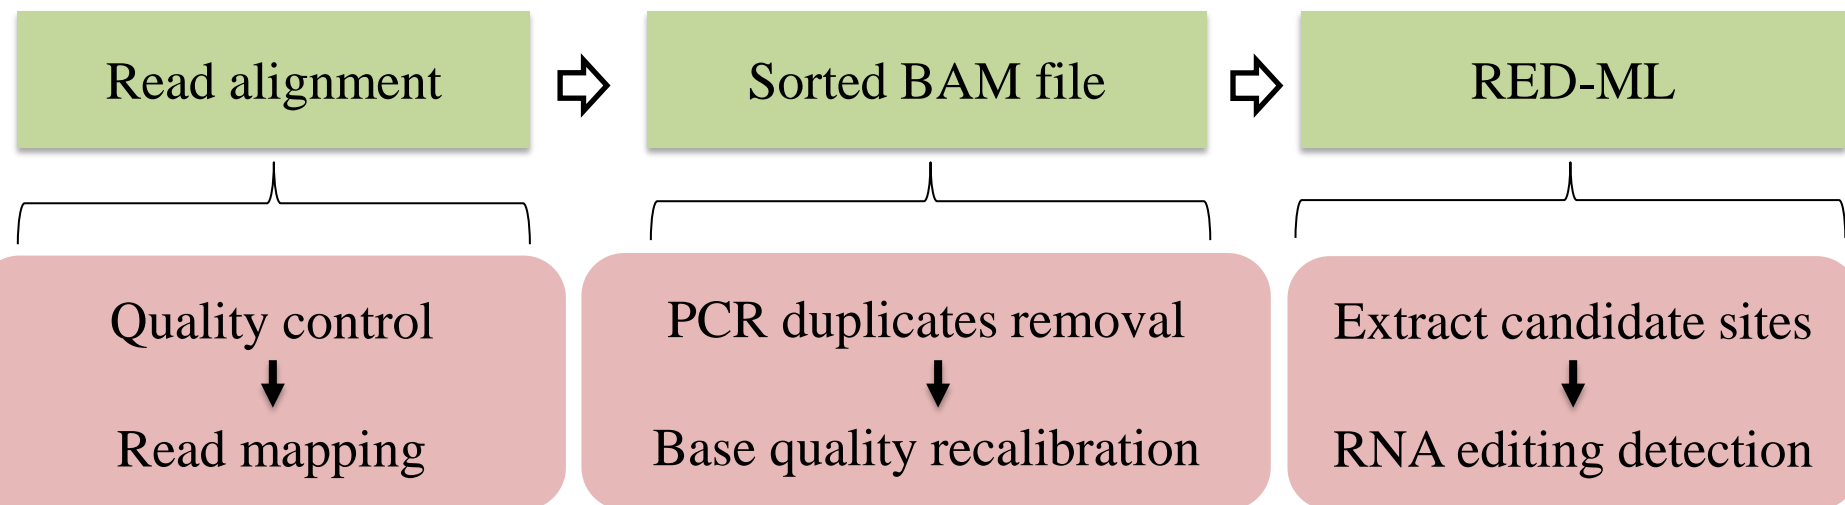 Read alignment
Sorted BAM file
RED-ML
Quality control
Read mapping
PCR duplicates removal
Base quality recalibration
Extract candidate sites
RNA editing detection